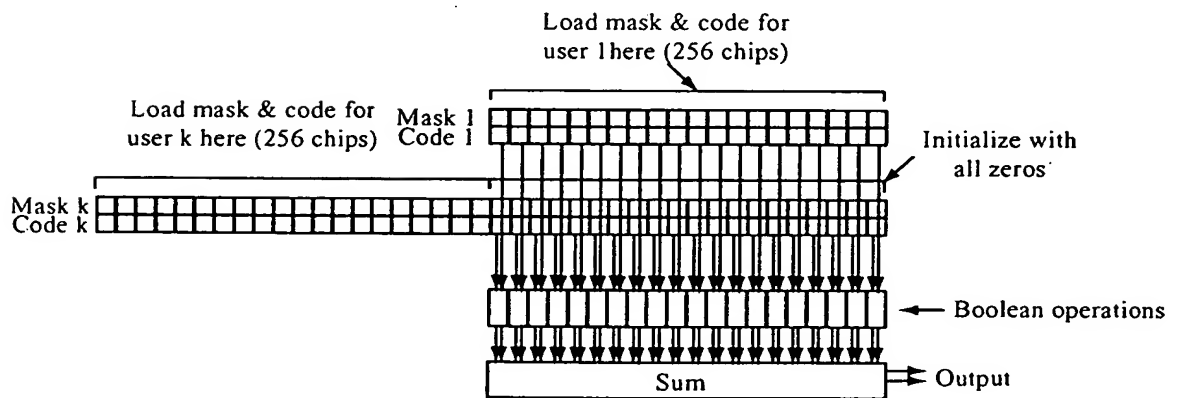 Load mask & code for
user 1here (256 chips)
Load mask & code for
user k here (256 chips)
Mask 1
Code 1
Initialize with
all zeros
Mask k
Code k
Boolean operations
Sum
Output